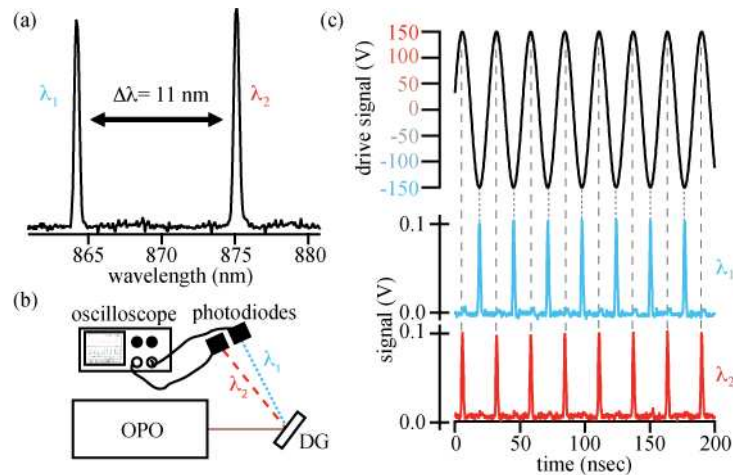 (a)
λ1
Δλ= 11 nm
λ2
865 870 875 880
wavelength (nm)
(b)
oscilloscope photodiodes
λ1
λ2
OPO
DG
(c)
drive signal (V)
150
100
50
0
-50
-100
-150
signal (V)
0.1
0.0
λ1
0.1
0.0
λ2
0 50 100 150 200
time (nsec)